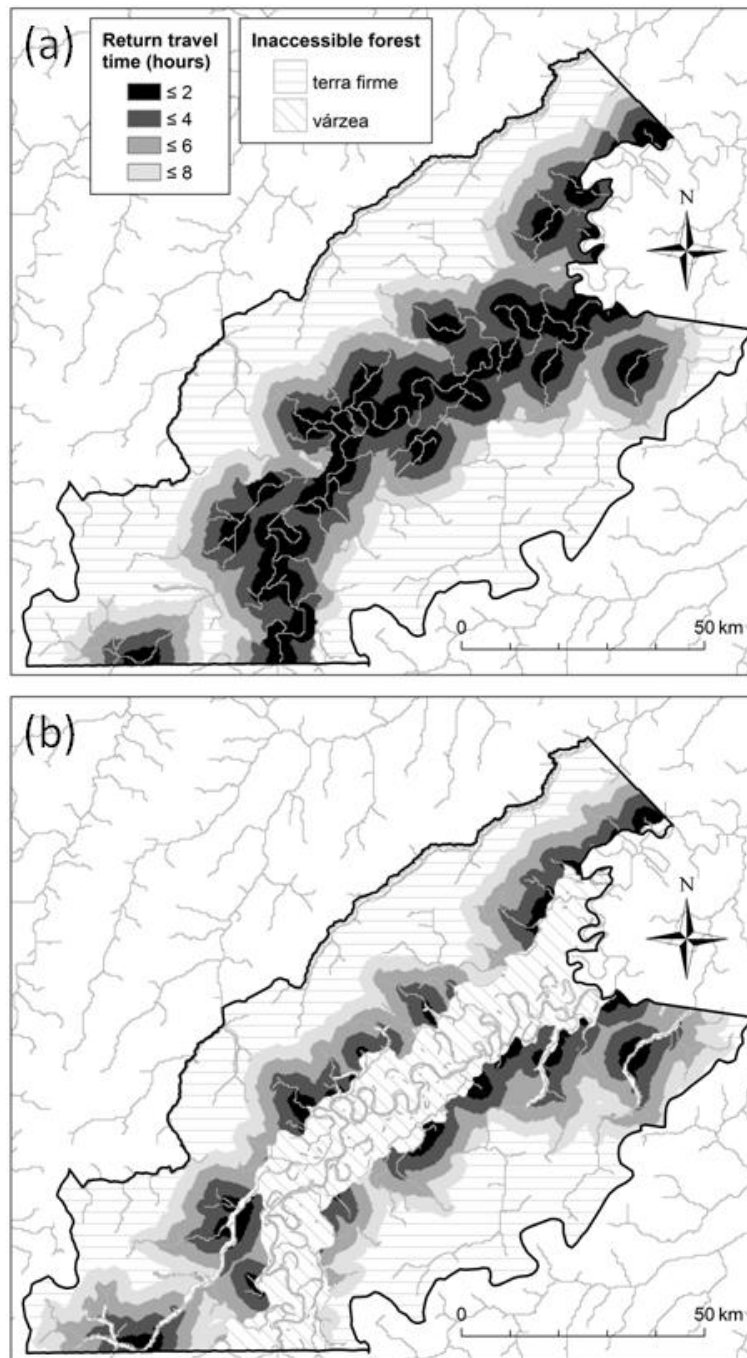 (a)
Return travel
time (hours)
≤ 2
≤ 4
≤ 6
≤ 8
Inaccessible forest
terra firme
várzea
N
0
50 km
(b)
N
0
50 km